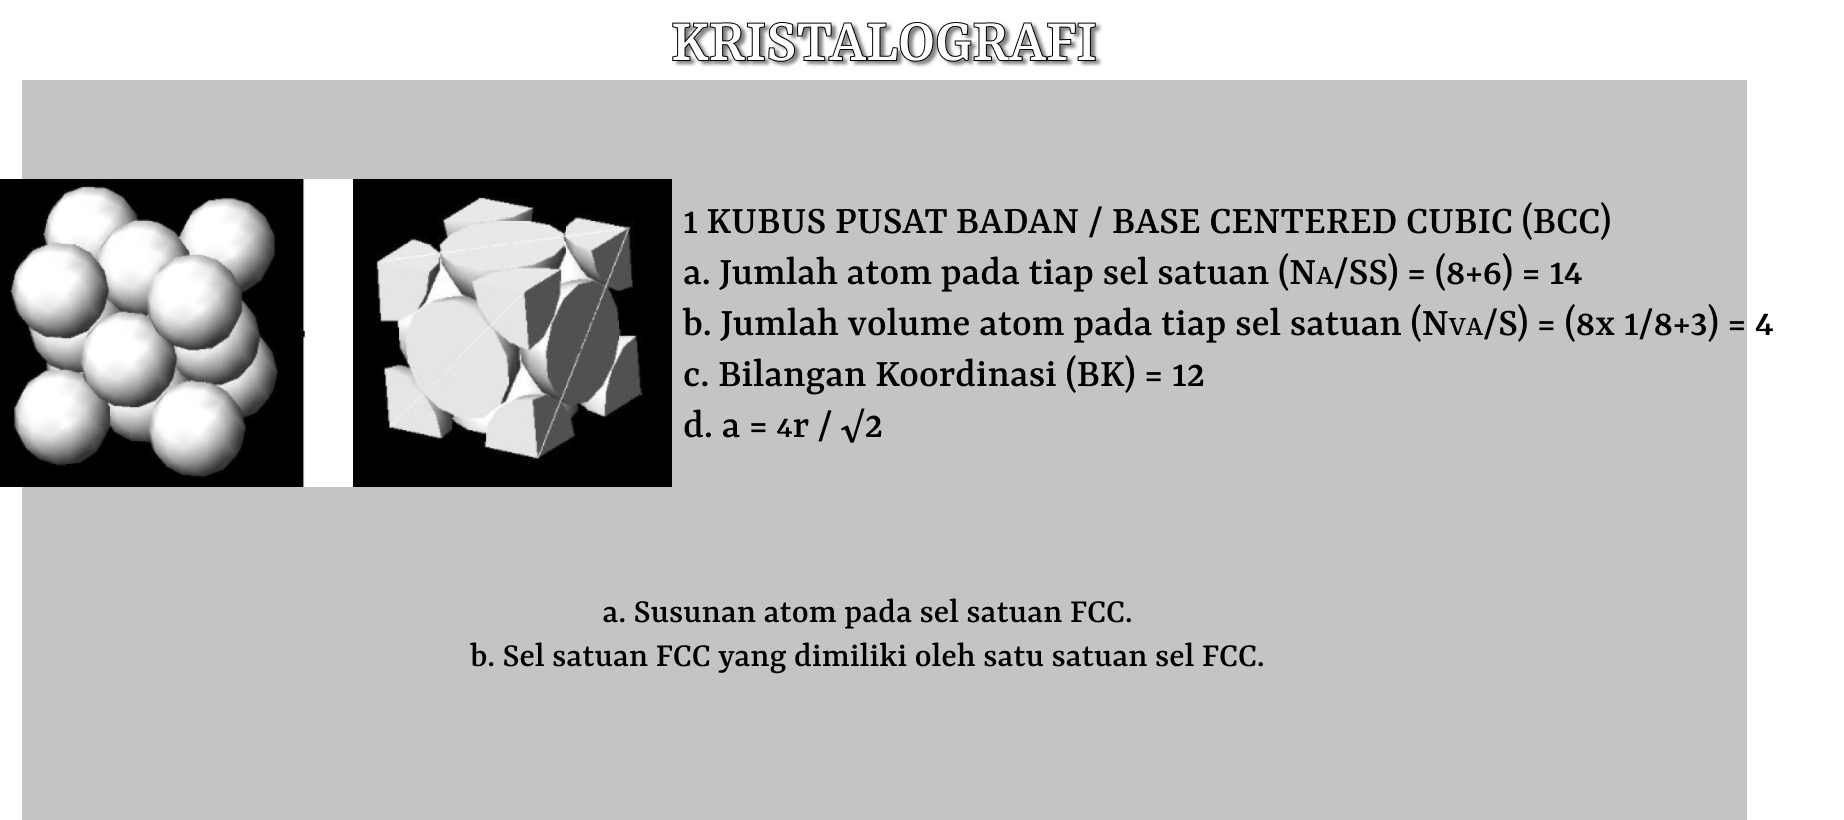 KRISTALOGRAFI
1 KUBUS PUSAT BADAN / BASE CENTERED CUBIC (BCC)
a. Jumlah atom pada tiap sel satuan (NA/SS) = (8+6) = 14
b. Jumlah volume atom pada tiap sel satuan (NVA/S) = (8x 1/8+3) = 4
c. Bilangan Koordinasi (BK) = 12
d. a = 4r / √2
a. Susunan atom pada sel satuan FCC.
b. Sel satuan FCC yang dimiliki oleh satu satuan sel FCC.